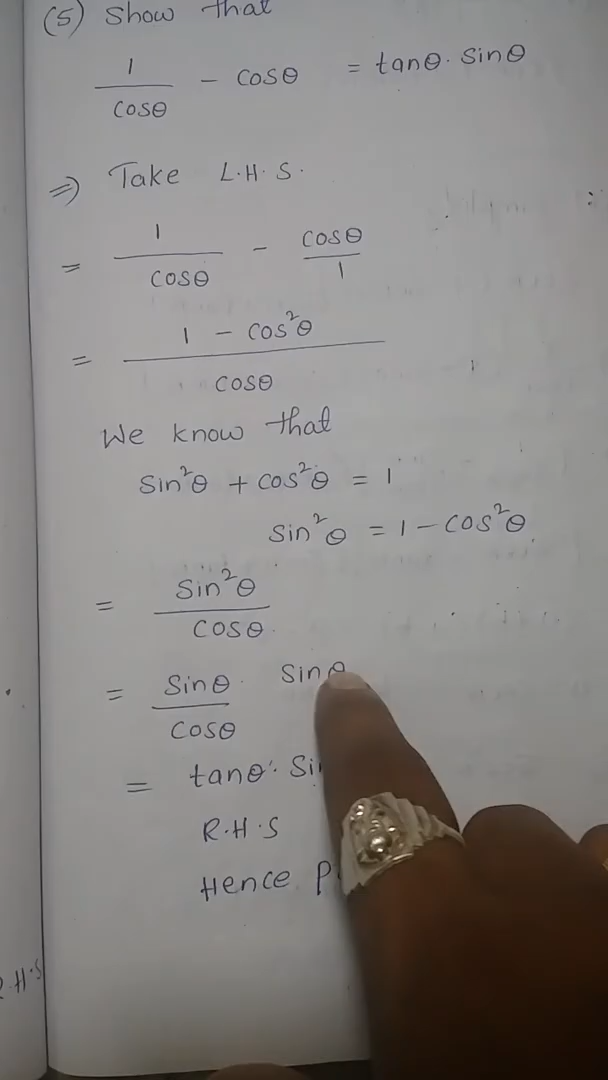 (5) Show that
1/cosθ - cosθ = tanθ. sinθ
⇒) Take L.H.S.
= 1/cosθ - cosθ/1
= 1 - cos²θ / cosθ
We know that
sin²θ + cos²θ = 1
sin²θ = 1 - cos²θ
= sin²θ / cosθ
= sinθ/cosθ . sinθ
= tanθ.
R.H.S
Hence
R.H.S